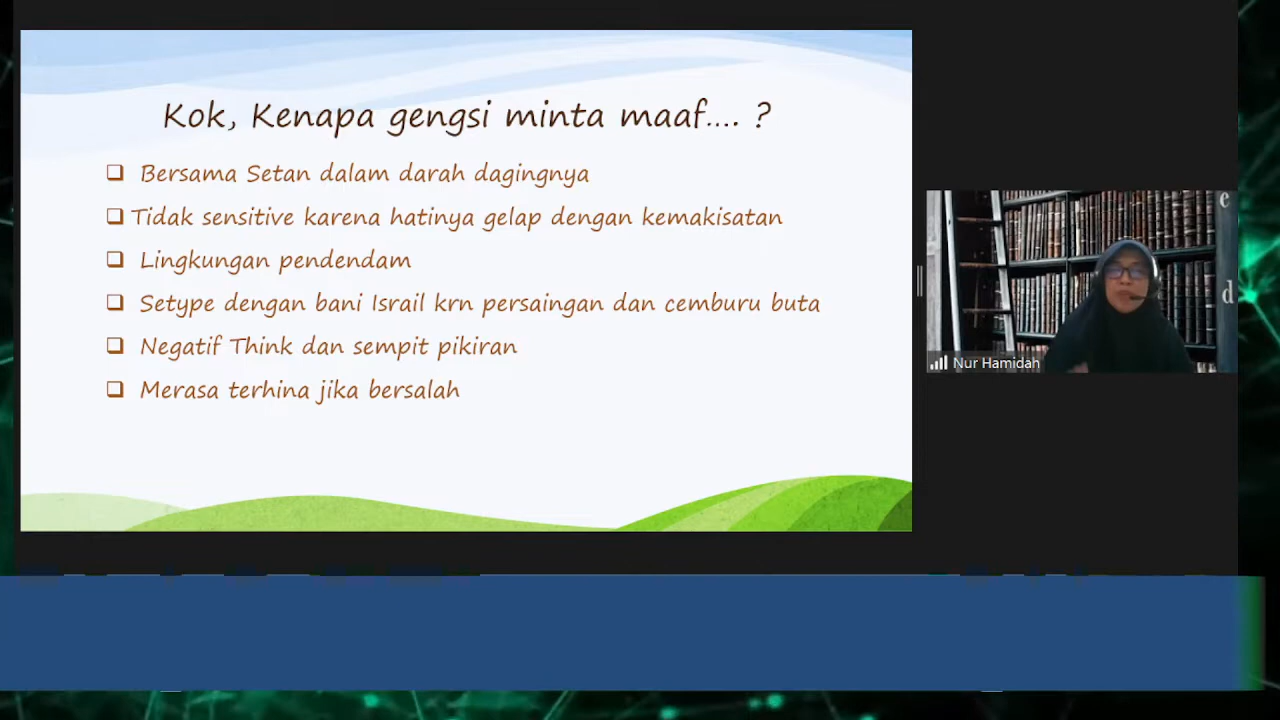 Kok, Kenapa gengsi minta maaf.... ?
Bersama Setan dalam darah dagingnya
Tidak sensitive karena hatinya gelap dengan kemakisatan
Lingkungan pendendam
Setype dengan bani Israil krn persaingan dan cemburu buta
Negatif Think dan sempit pikiran
Merasa terhina jika bersalah
e
d
Nur Hamidah